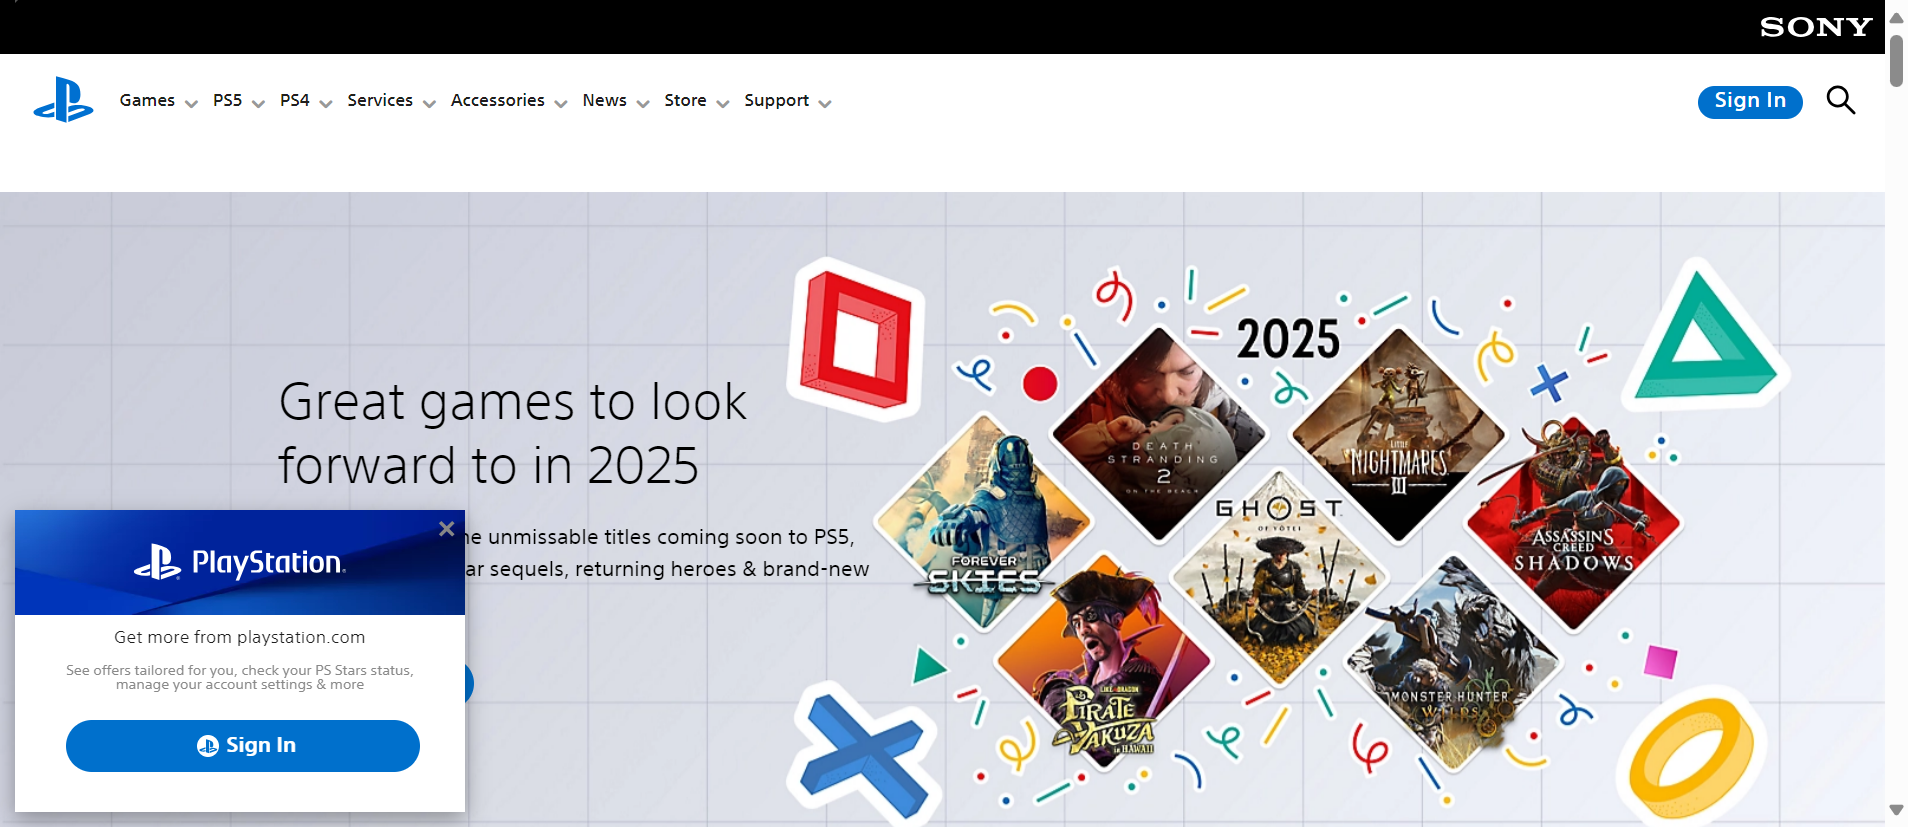 SONY
Games PS5 PS4 Services Accessories News Store Support
Sign In
2025
Great games to look
forward to in 2025
unmissable titles coming soon to PS5,
sequels, returning heroes & brand-new
DEATH
STRANDING
2
ON THE BEACH
LITTLE
NIGHTMARES
III
GHOST
OF YŌTEI
ASSASSIN'S
CREED
SHADOWS
FOREVER
SKIES
LIKE A DRAGON
PIRATE
YAKUZA
in HAWAII
MONSTER HUNTER
WILDS
PlayStation
Get more from playstation.com
See offers tailored for you, check your PS Stars status,
manage your account settings & more
Sign In